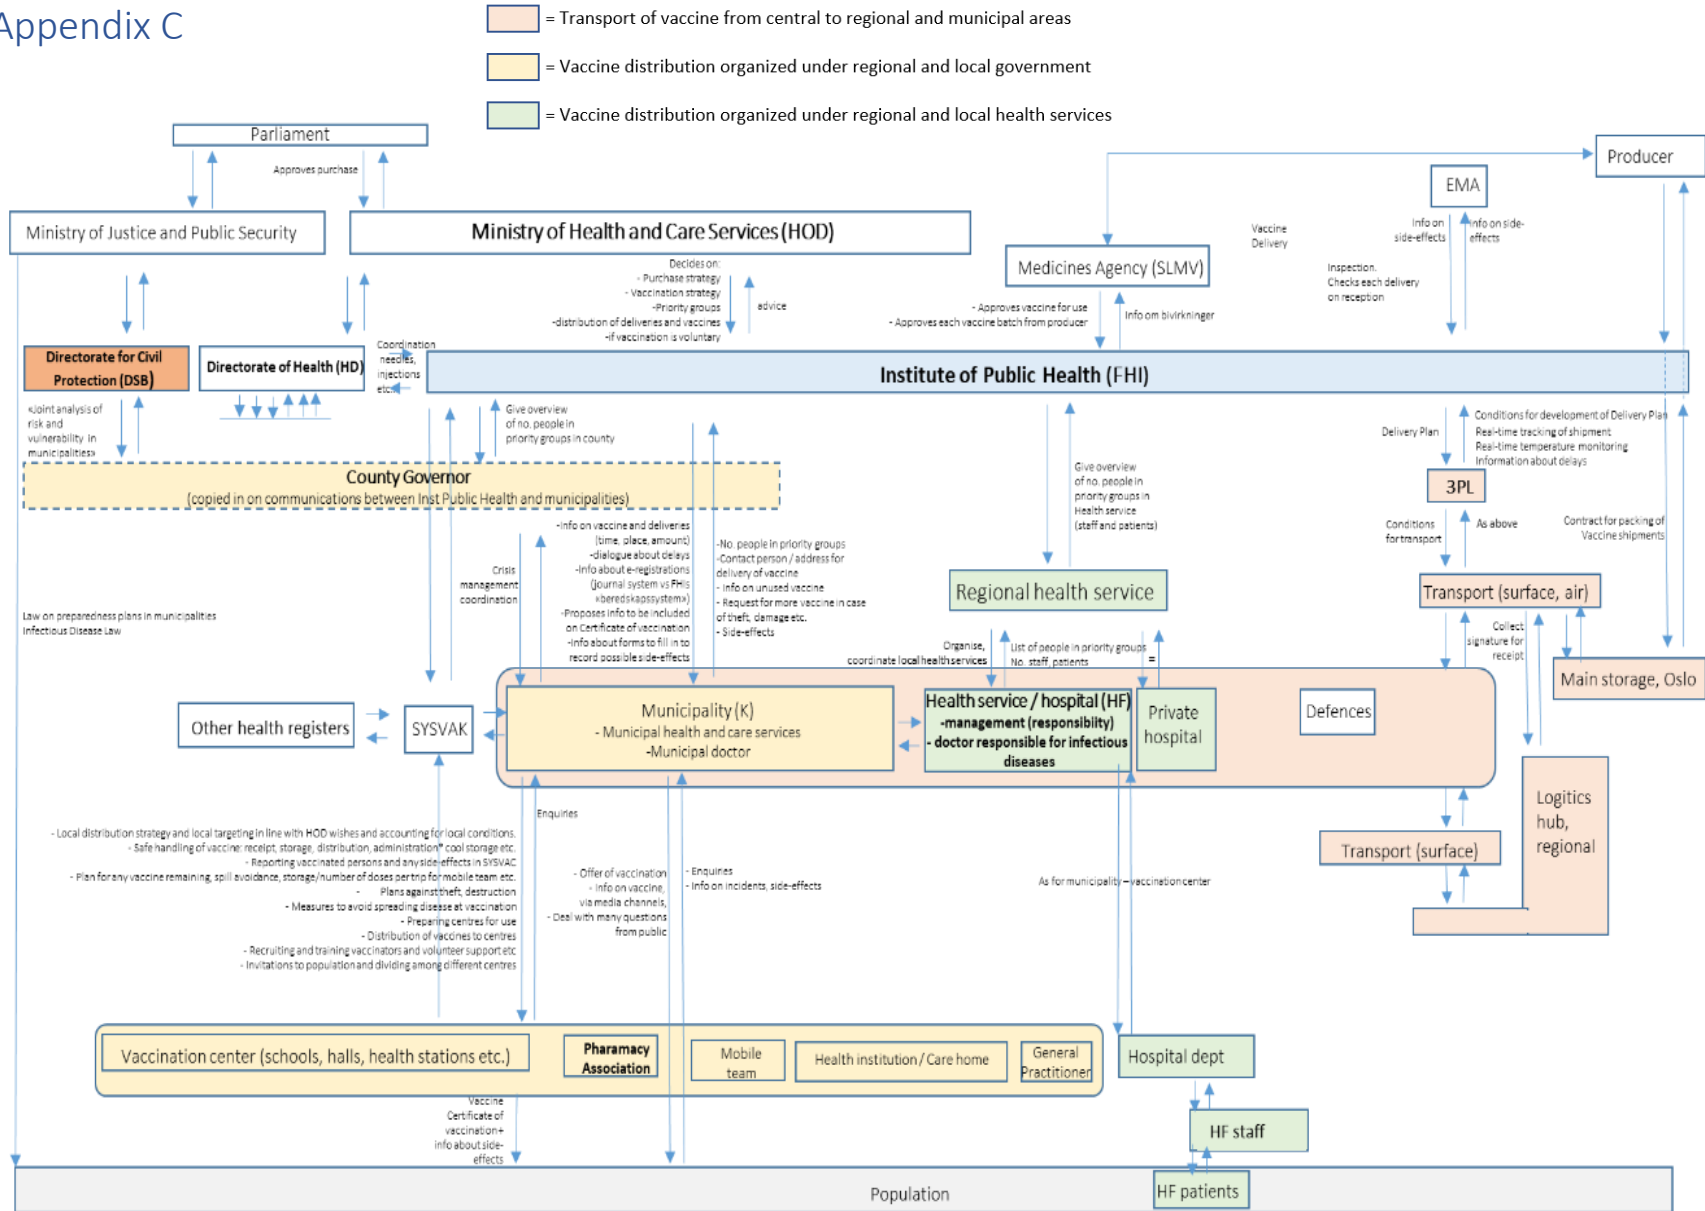 Appendix C
= Transport of vaccine from central to regional and municipal areas
= Vaccine distribution organized under regional and local government
= Vaccine distribution organized under regional and local health services
Parliament
Approves purchase
Producer
EMA
Ministry of Justice and Public Security
Ministry of Health and Care Services (HOD)
Info on
side-effects
Info on side-
effects
Vaccine
Delivery
Medicines Agency (SLMV)
Inspection.
Checks each delivery
on reception
Decides on:
- Purchase strategy
- Vaccination strategy
-Priority groups
-distribution of deliveries and vaccines
-if vaccination is voluntary
advice
- Approves vaccine for use
- Approves each vaccine batch from producer
Info om bivirkninger
Directorate for Civil
Protection (DSB)
Directorate of Health (HD)
Coordination
needles,
injections
etc.
Institute of Public Health (FHI)
«Joint analysis of
risk and
vulnerability in
municipalities»
Give overview
of no. people in
priority groups in county
Delivery Plan
Conditions for development of Delivery Plan
Real-time tracking of shipment
Real-time temperature monitoring
Information about delays
County Governor
(copied in on communications between Inst Public Health and municipalities)
Give overview
of no. people in
priority groups in
Health service
(staff and patients)
3PL
Conditions
for transport
As above
Contract for packing of
Vaccine shipments
-Info on vaccine and deliveries
(time, place, amount)
-dialogue about delays
-Info about e-registrations
(journal system vs FHIs
«beredskapssystem»)
-Proposes info to be included
on Certificate of vaccination
-Info about forms to fill in to
record possible side-effects
-No. people in priority groups
-Contact person / address for
delivery of vaccine
- Info on unused vaccine
- Request for more vaccine in case
of theft, damage etc.
- Side-effects
Crisis
management
coordination
Regional health service
Transport (surface, air)
Law on preparedness plans in municipalities
Infectious Disease Law
Collect
signature for
receipt
Organise,
coordinate local health services
List of people in priority groups
No. staff, patients
=
Main storage, Oslo
Other health registers
SYSVAK
Municipality (K)
- Municipal health and care services
-Municipal doctor
Health service / hospital (HF)
-management (responsibiity)
- doctor responsible for infectious
diseases
Private
hospital
Defences
Logitics
hub,
regional
Enquiries
- Local distribution strategy and local targeting in line with HOD wishes and accounting for local conditions.
- Safe handling of vaccine: receipt, storage, distribution, administration* cool storage etc.
- Reporting vaccinated persons and any side-effects in SYSVAC
- Plan for any vaccine remaining, spill avoidance, storage/number of doses per trip for mobile team etc.
- Plans against theft, destruction
- Measures to avoid spreading disease at vaccination
- Preparing centres for use
- Distribution of vaccines to centres
- Recruiting and training vaccinators and volunteer support etc
- Invitations to population and dividing among different centres
Transport (surface)
- Offer of vaccination
- Info on vaccine,
via media channels,
- Deal with many questions
from public
- Enquiries
- Info on incidents, side-effects
As for municipality – vaccination center
Vaccination center (schools, halls, health stations etc.)
Pharamacy
Association
Mobile
team
Health institution / Care home
General
Practitioner
Hospital dept
Vaccine
Certificate of
vaccination+
info about side-
effects
HF staff
Population
HF patients